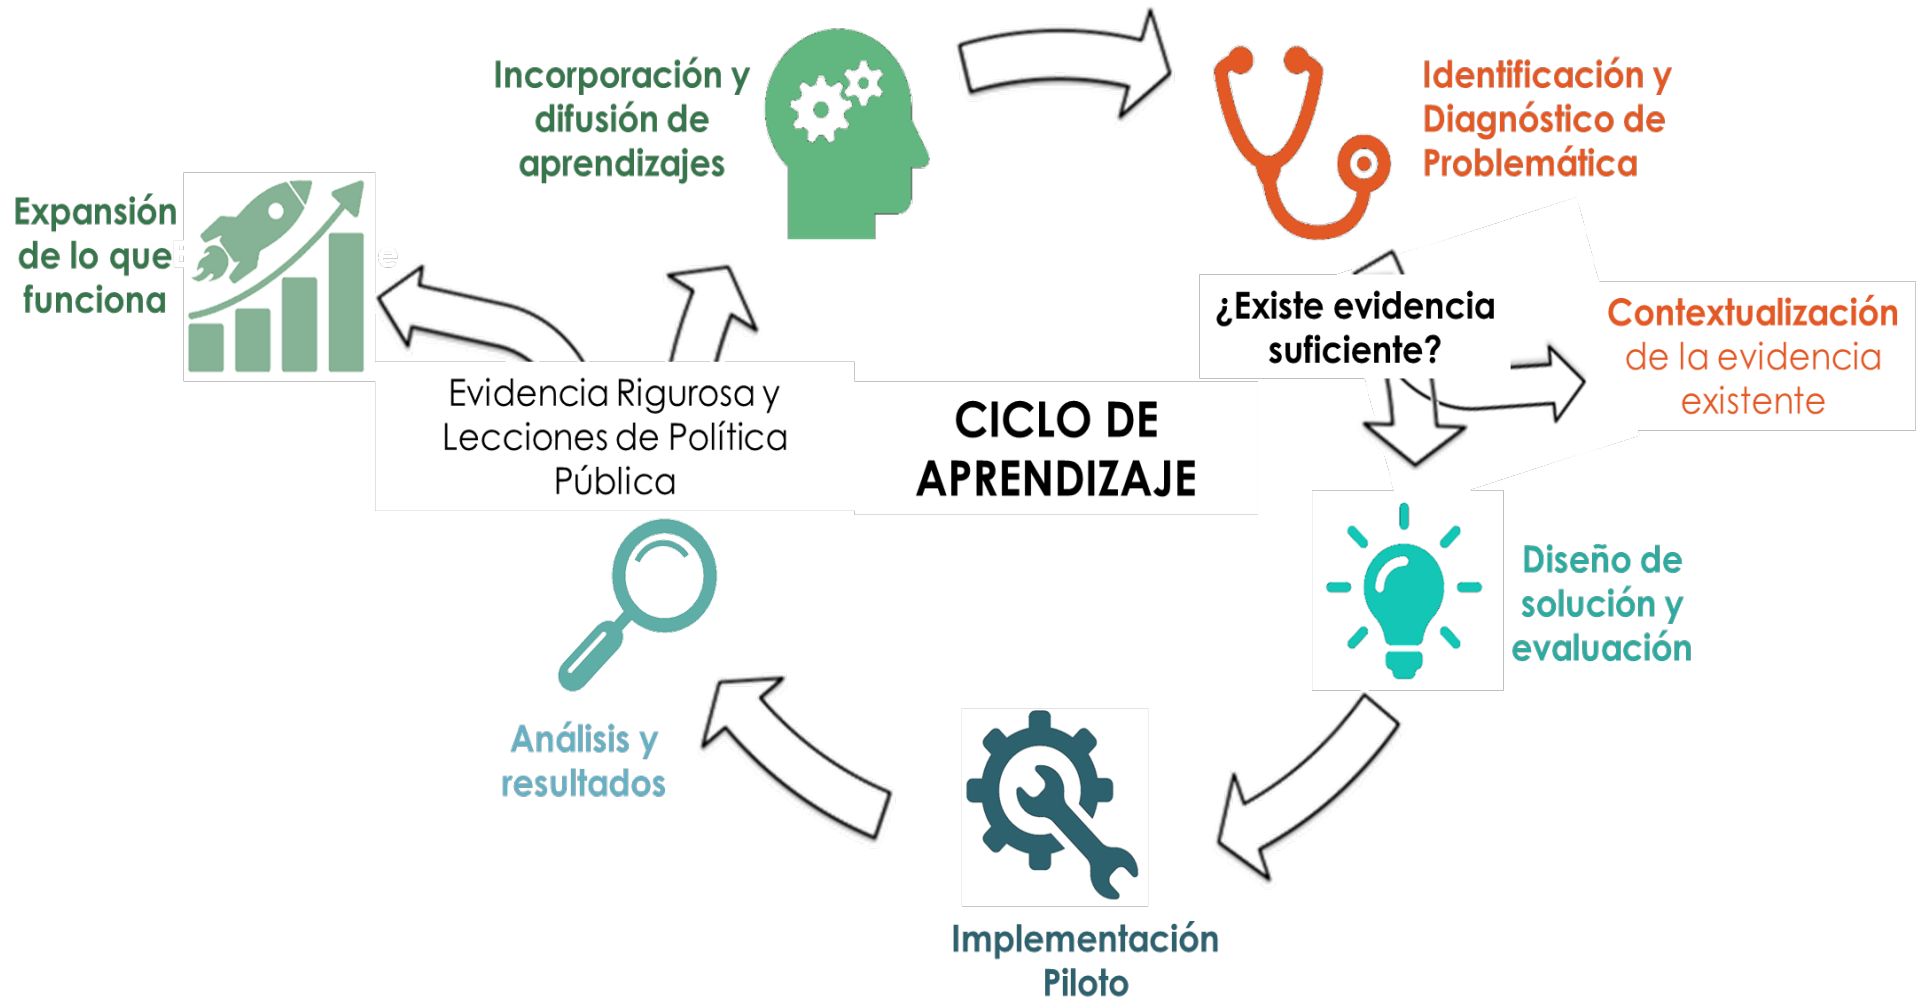 Incorporación y
difusión de
aprendizajes
Identificación y
Diagnóstico de
Problemática
Expansión
de lo que
funciona
¿Existe evidencia
suficiente?
Contextualización
de la evidencia
existente
Evidencia Rigurosa y
Lecciones de Política
Pública
CICLO DE
APRENDIZAJE
Diseño de
solución y
evaluación
Análisis y
resultados
Implementación
Piloto